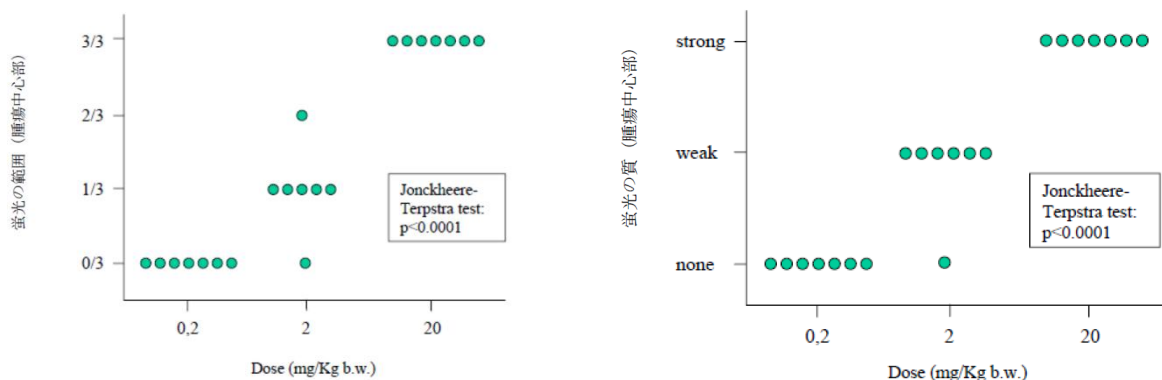 蛍光の範囲（腫瘍中心部）
3/3
2/3
1/3
0/3
Jonckheere-
Terpstra test:
p<0.0001
0,2
2
20
Dose (mg/Kg b.w.)
蛍光の質（腫瘍中心部）
strong
weak
none
Jonckheere-
Terpstra test:
p<0.0001
0,2
2
20
Dose (mg/Kg b.w.)